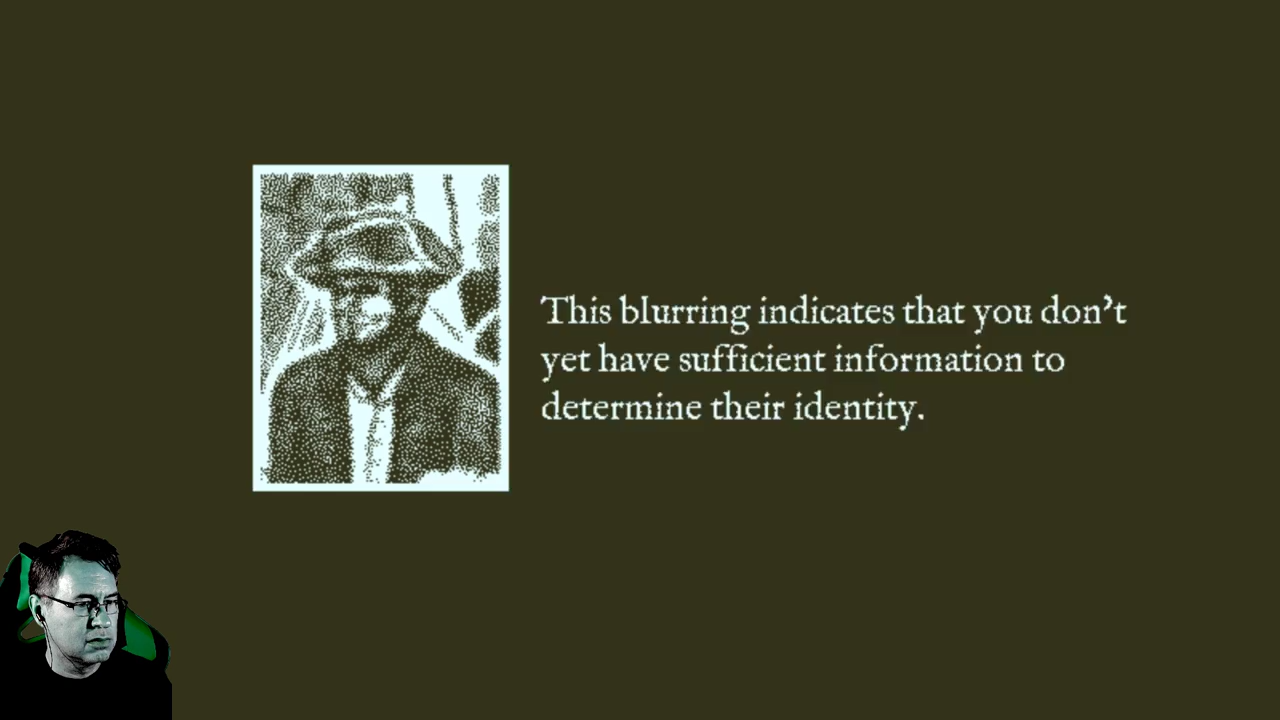 This blurring indicates that you don't
yet have sufficient information to
determine their identity.